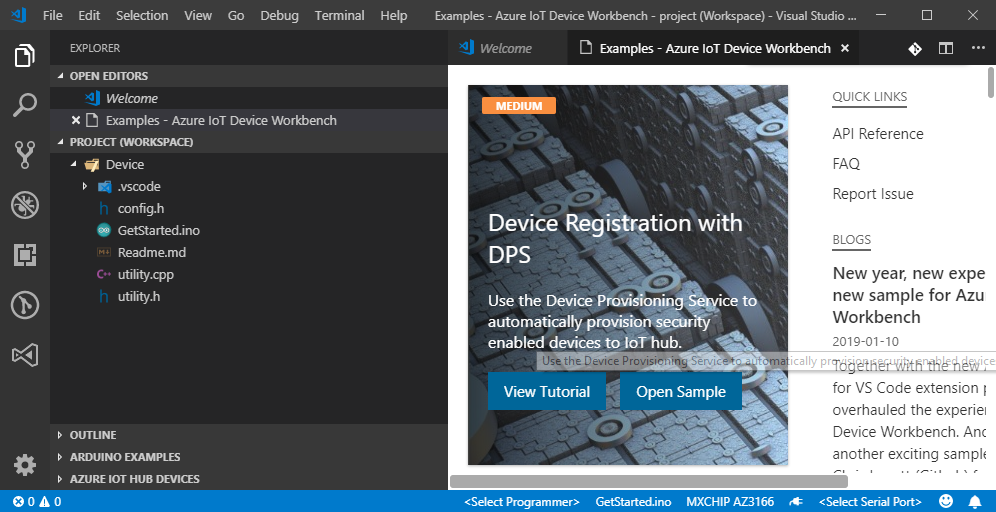 File Edit Selection View Go Debug Terminal Help Examples - Azure IoT Device Workbench - project (Workspace) - Visual Studio ...
EXPLORER
OPEN EDITORS
Welcome
Examples - Azure IoT Device Workbench
PROJECT (WORKSPACE)
Device
.vscode
config.h
GetStarted.ino
Readme.md
utility.cpp
utility.h
OUTLINE
ARDUINO EXAMPLES
AZURE IOT HUB DEVICES
Welcome Examples - Azure IoT Device Workbench
MEDIUM
Device Registration with
DPS
Use the Device Provisioning Service to
automatically provision security
enabled devices to IoT hub.
Use the Device Provisioning Service to automatically provision security enabled device
View Tutorial Open Sample
QUICK LINKS
API Reference
FAQ
Report Issue
BLOGS
New year, new expe
new sample for Azu
Workbench
2019-01-10
Together with the new
for VS Code extension p
overhauled the experien
Device Workbench. And
another exciting sample
0 0 <Select Programmer> GetStarted.ino MXCHIP AZ3166 <Select Serial Port>